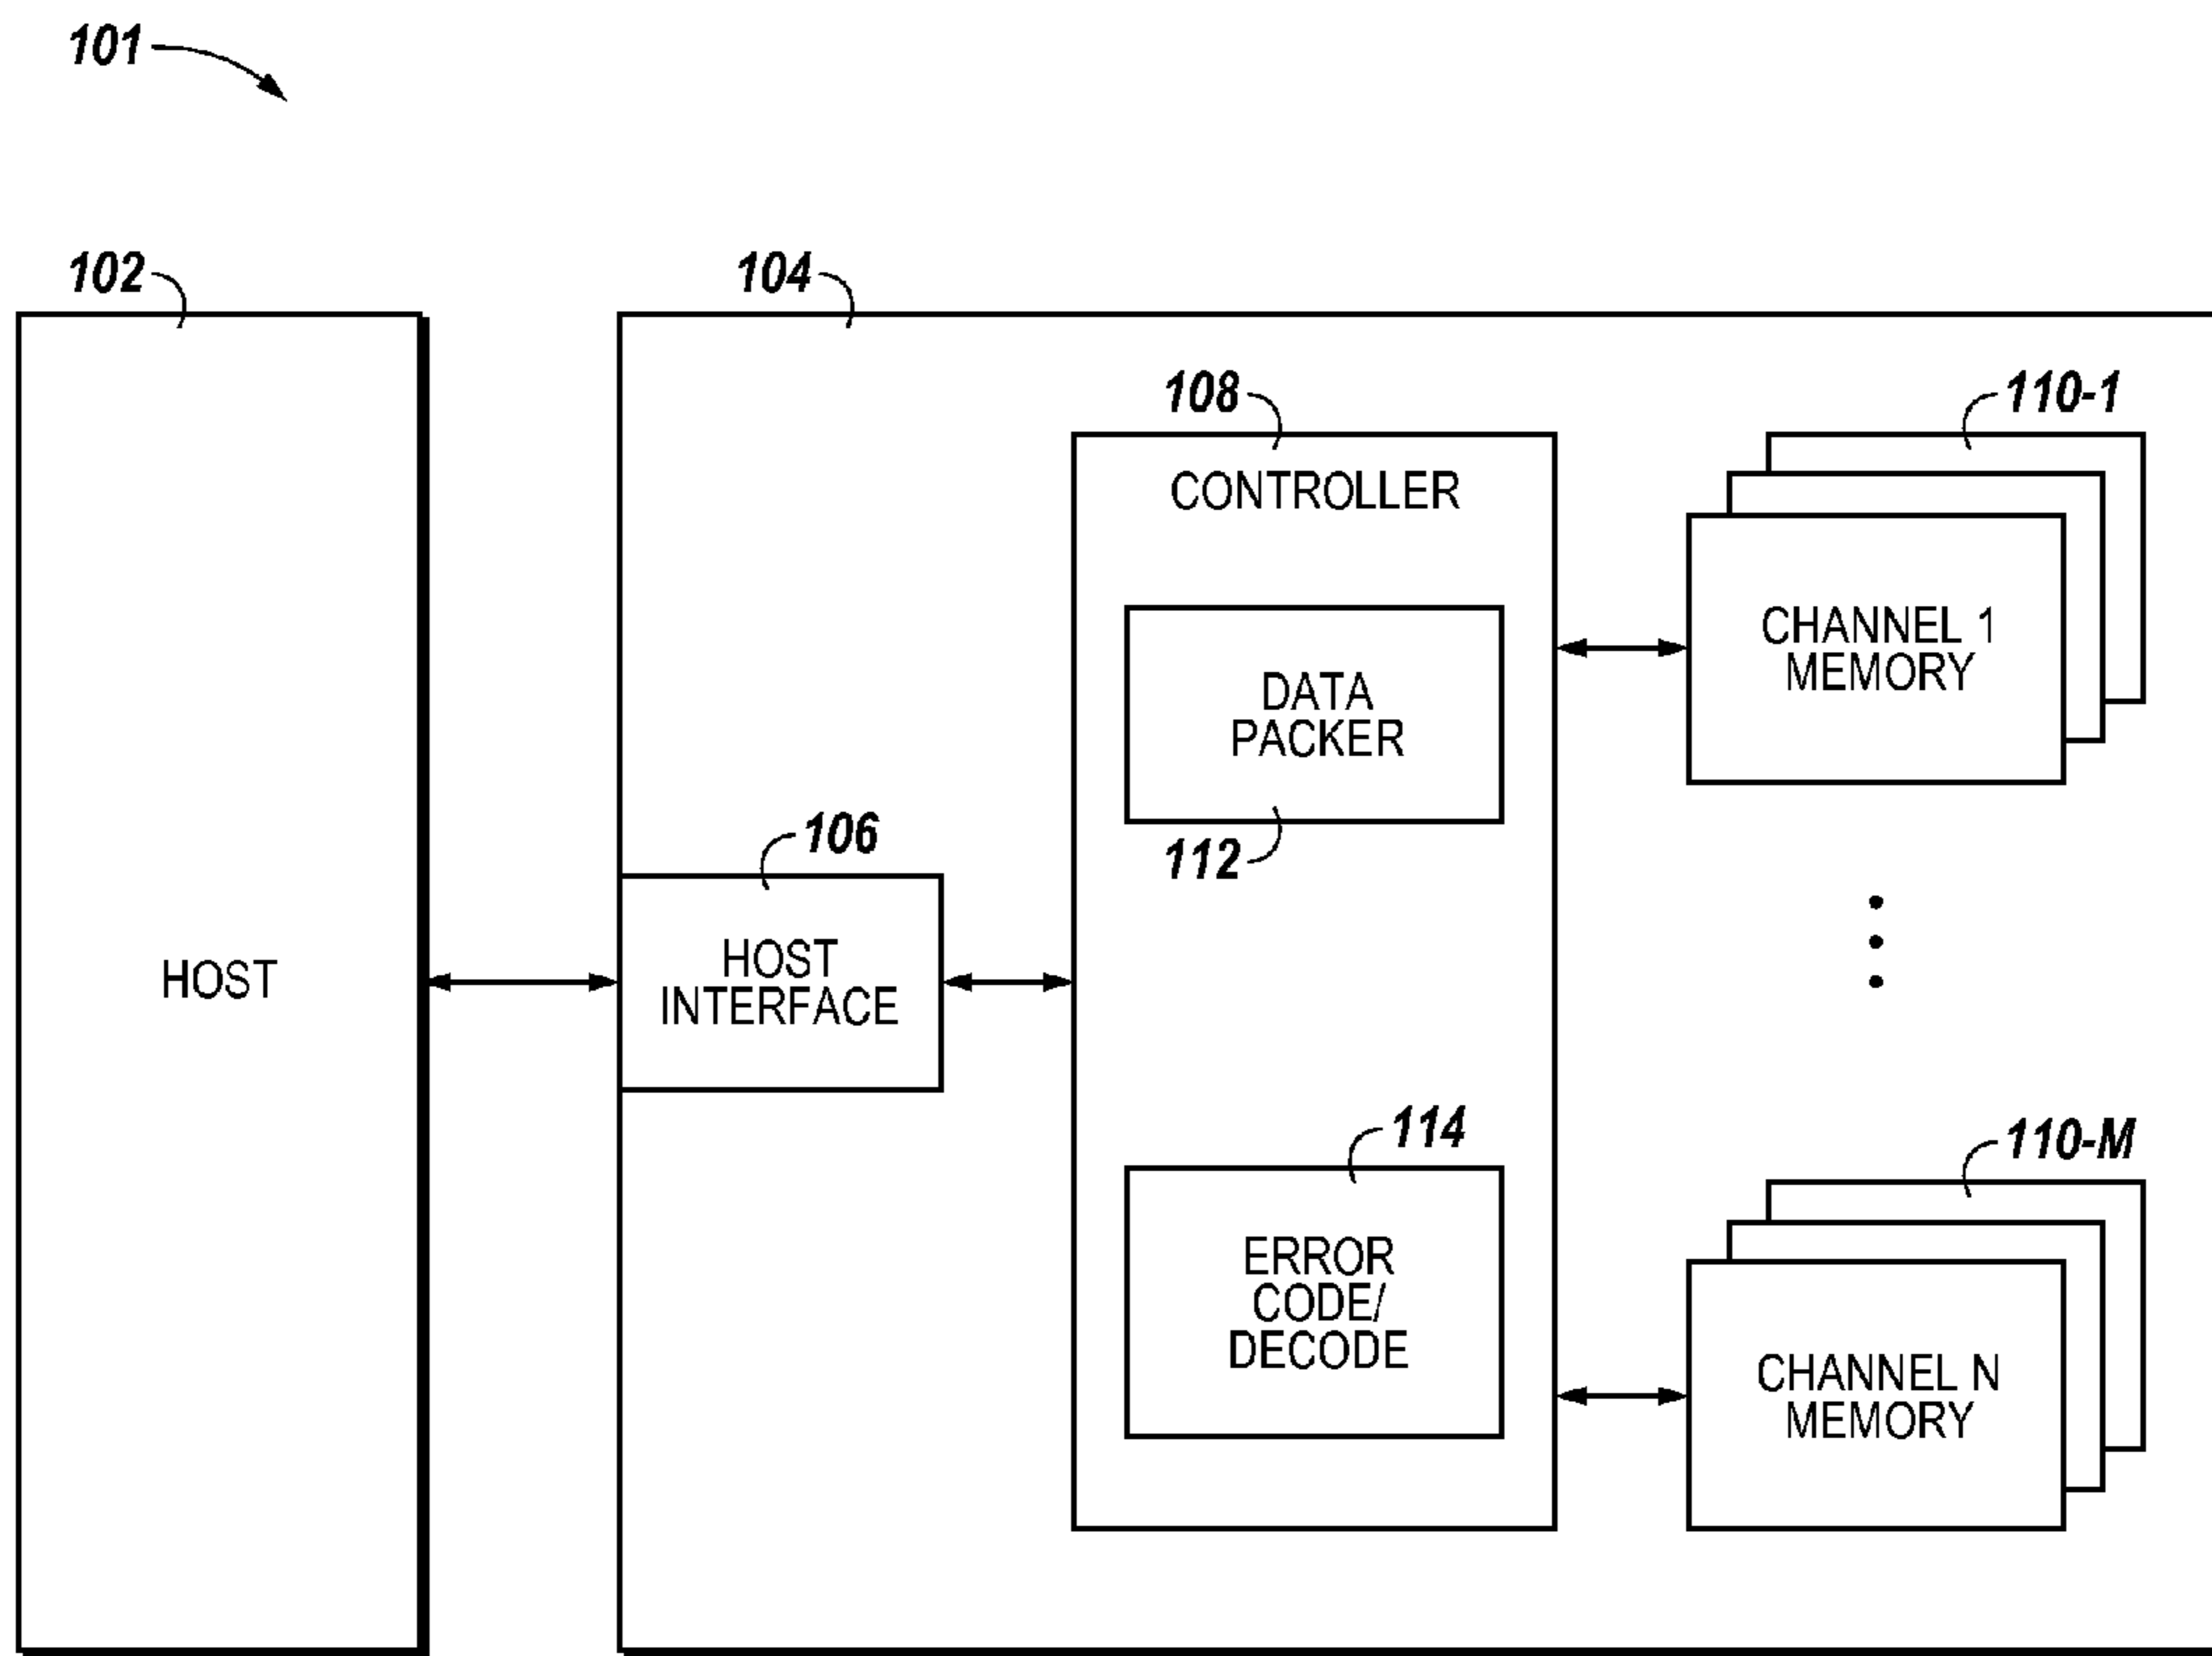 101
102
104
108
110-1
CONTROLLER
CHANNEL 1
MEMORY
DATA
PACKER
112
106
HOST
INTERFACE
HOST
114
110-M
ERROR
CODE/
DECODE
CHANNEL N
MEMORY